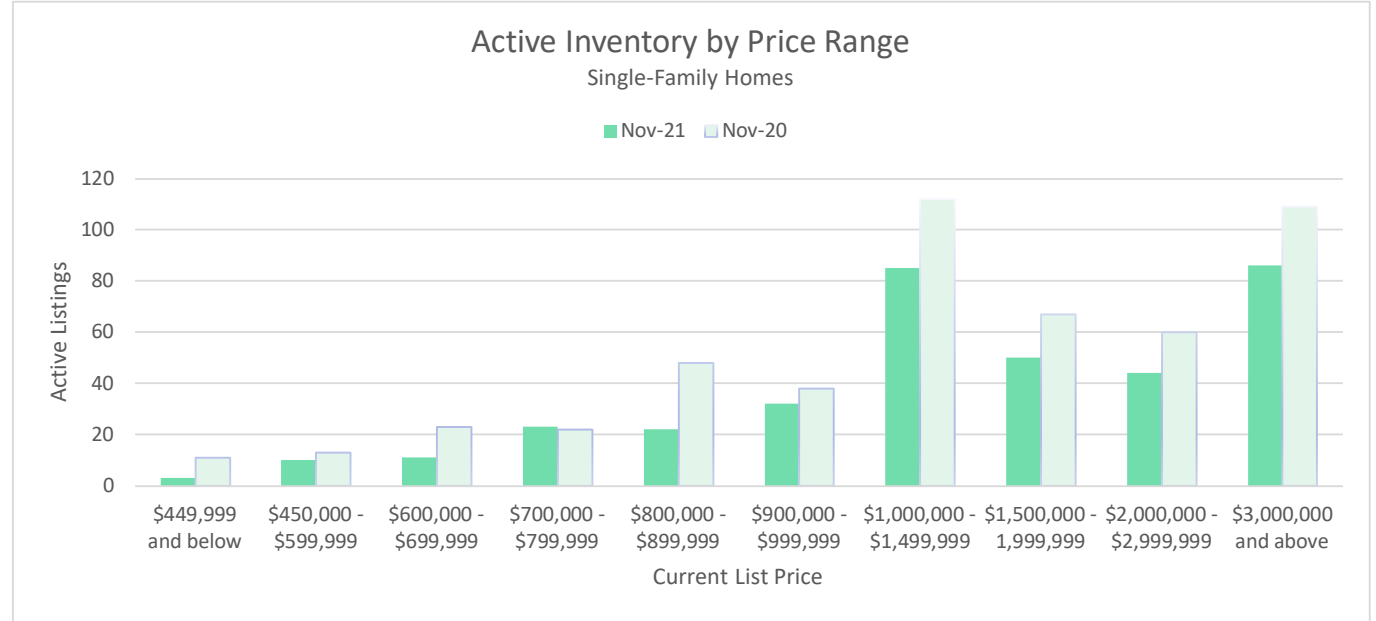 Active Inventory by Price Range
Single-Family Homes
Nov-21 Nov-20
120
100
80
60
40
20
0
Active Listings
$449,999 and below
$450,000 - $599,999
$600,000 - $699,999
$700,000 - $799,999
$800,000 - $899,999
$900,000 - $999,999
$1,000,000 - $1,499,999
$1,500,000 - 1,999,999
$2,000,000 - $2,999,999
$3,000,000 and above
Current List Price